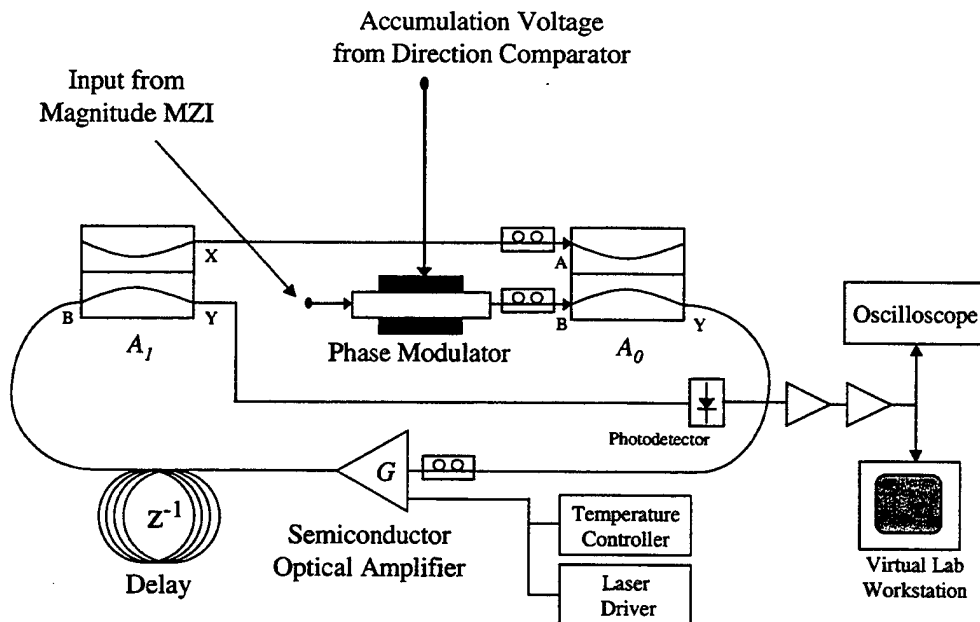 Accumulation Voltage
from Direction Comparator
Input from
Magnitude MZI
X
A
B
Y
B
Y
A1
Phase Modulator
A0
Oscilloscope
Photodetector
G
z-1
Delay
Semiconductor
Optical Amplifier
Temperature
Controller
Laser
Driver
Virtual Lab
Workstation